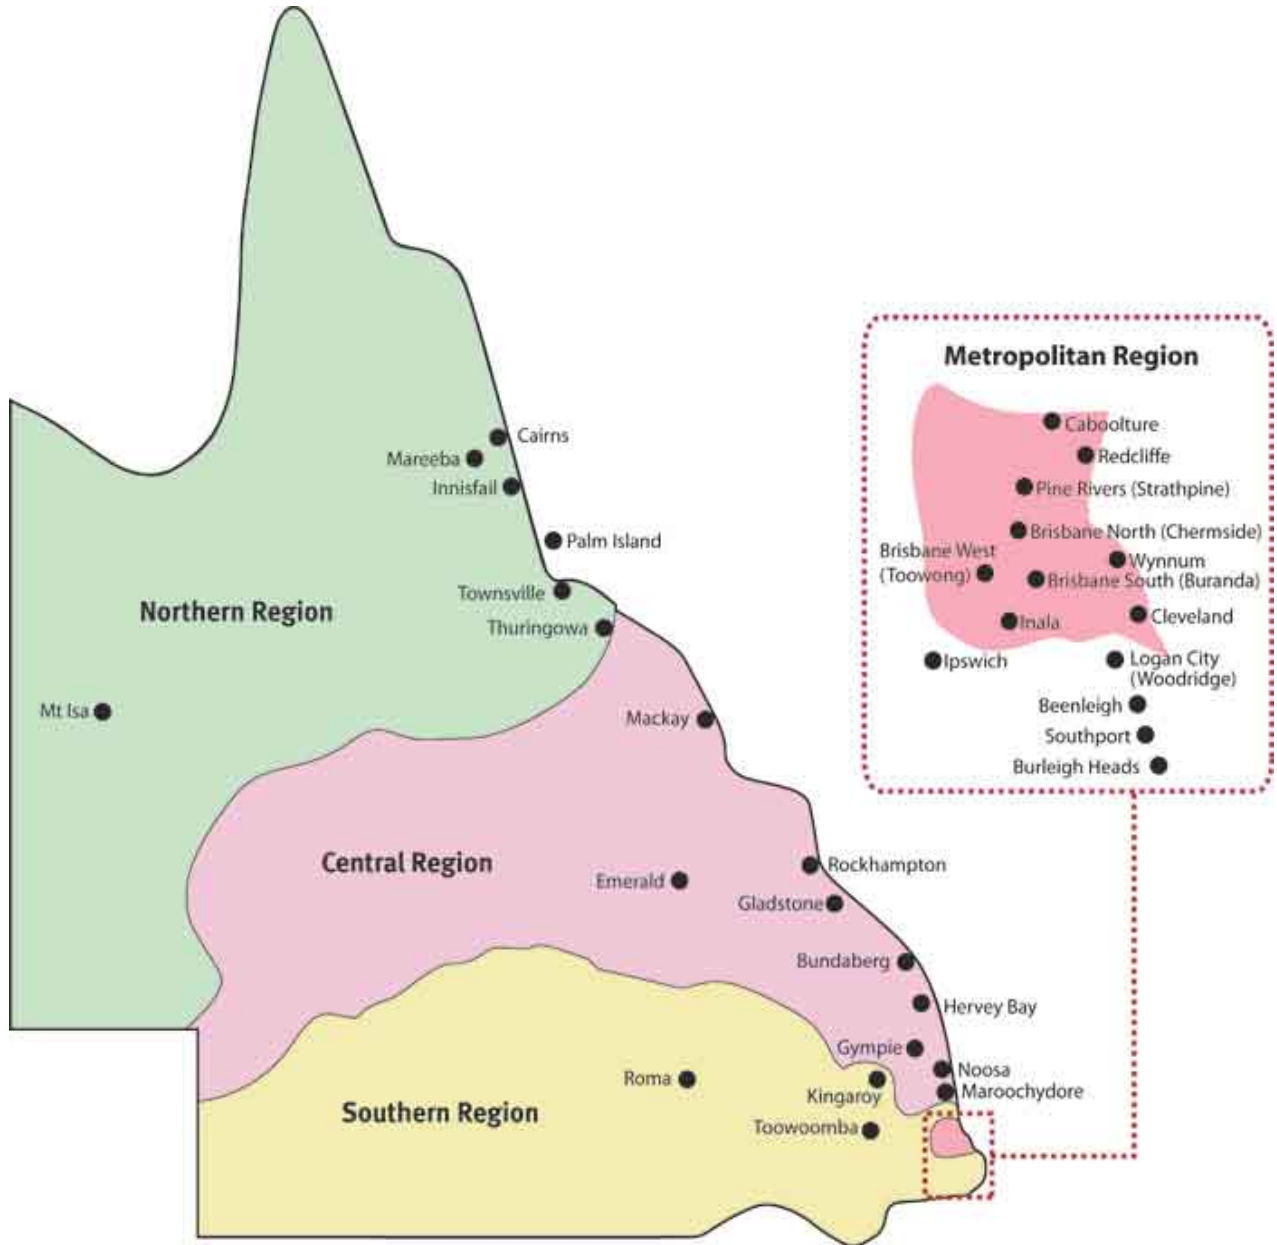 Metropolitan Region
Caboolture
Redcliffe
Pine Rivers (Strathpine)
Brisbane North (Chermside)
Brisbane West
(Toowong)
Wynnum
Brisbane South (Buranda)
Inala
Cleveland
Ipswich
Logan City
(Woodridge)
Beenleigh
Southport
Burleigh Heads
Cairns
Mareeba
Innisfail
Palm Island
Townsville
Northern Region
Thuringowa
Mt Isa
Mackay
Central Region
Rockhampton
Emerald
Gladstone
Bundaberg
Hervey Bay
Gympie
Noosa
Roma
Kingaroy
Maroochydore
Southern Region
Toowoomba